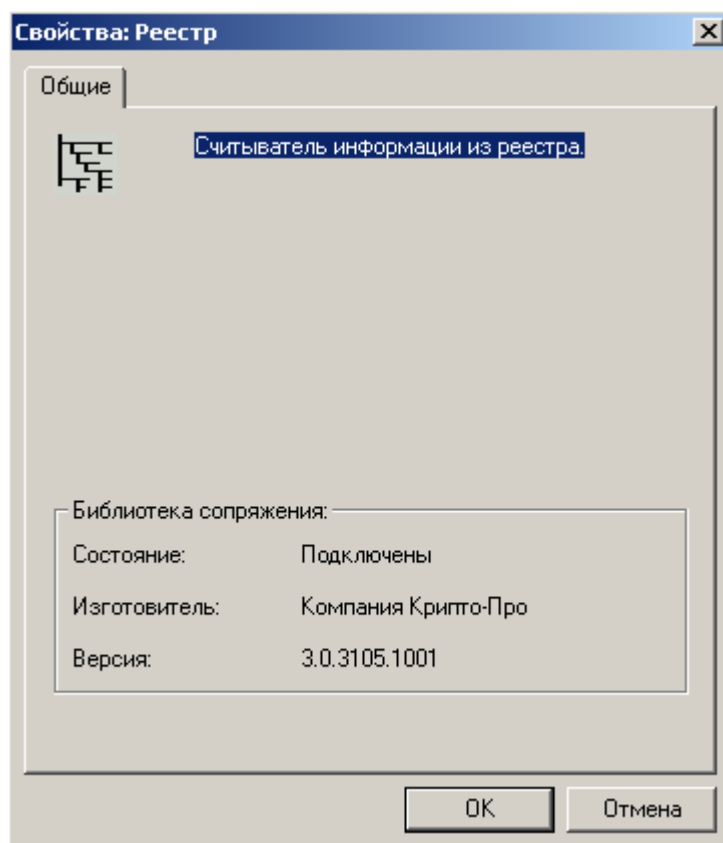 Свойства: Реестр
Общие
Считыватель информации из реестра.
Библиотека сопряжения:
Состояние: Подключены
Изготовитель: Компания Крипто-Про
Версия: 3.0.3105.1001
OK Отмена